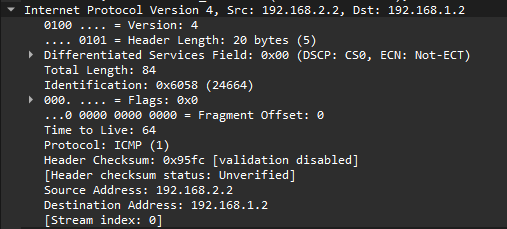 Internet Protocol Version 4, Src: 192.168.2.2, Dst: 192.168.1.2
0100 .... = Version: 4
.... 0101 = Header Length: 20 bytes (5)
Differentiated Services Field: 0x00 (DSCP: CS0, ECN: Not-ECT)
Total Length: 84
Identification: 0x6058 (24664)
000. .... = Flags: 0x0
...0 0000 0000 0000 = Fragment Offset: 0
Time to Live: 64
Protocol: ICMP (1)
Header Checksum: 0x95fc [validation disabled]
[Header checksum status: Unverified]
Source Address: 192.168.2.2
Destination Address: 192.168.1.2
[Stream index: 0]